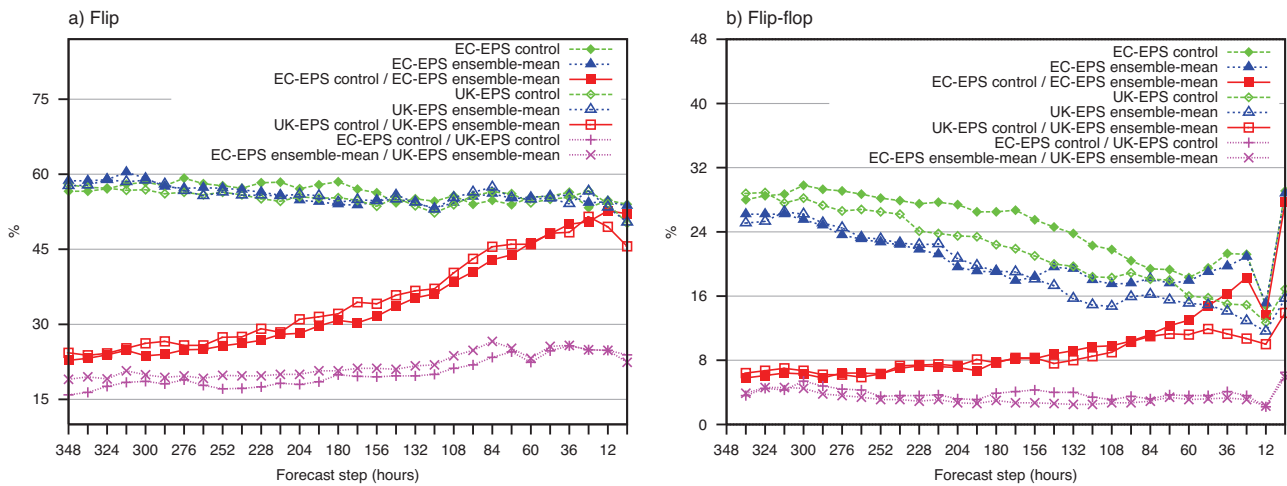 a) Flip
EC-EPS control
EC-EPS ensemble-mean
EC-EPS control / EC-EPS ensemble-mean
UK-EPS control
UK-EPS ensemble-mean
UK-EPS control / UK-EPS ensemble-mean
EC-EPS control / UK-EPS control
EC-EPS ensemble-mean / UK-EPS ensemble-mean
75
60
45
30
15
%
348 324 300 276 252 228 204 180 156 132 108 84 60 36 12
Forecast step (hours)
b) Flip-flop
EC-EPS control
EC-EPS ensemble-mean
EC-EPS control / EC-EPS ensemble-mean
UK-EPS control
UK-EPS ensemble-mean
UK-EPS control / UK-EPS ensemble-mean
EC-EPS control / UK-EPS control
EC-EPS ensemble-mean / UK-EPS ensemble-mean
48
40
32
24
16
8
0
%
348 324 300 276 252 228 204 180 156 132 108 84 60 36 12
Forecast step (hours)